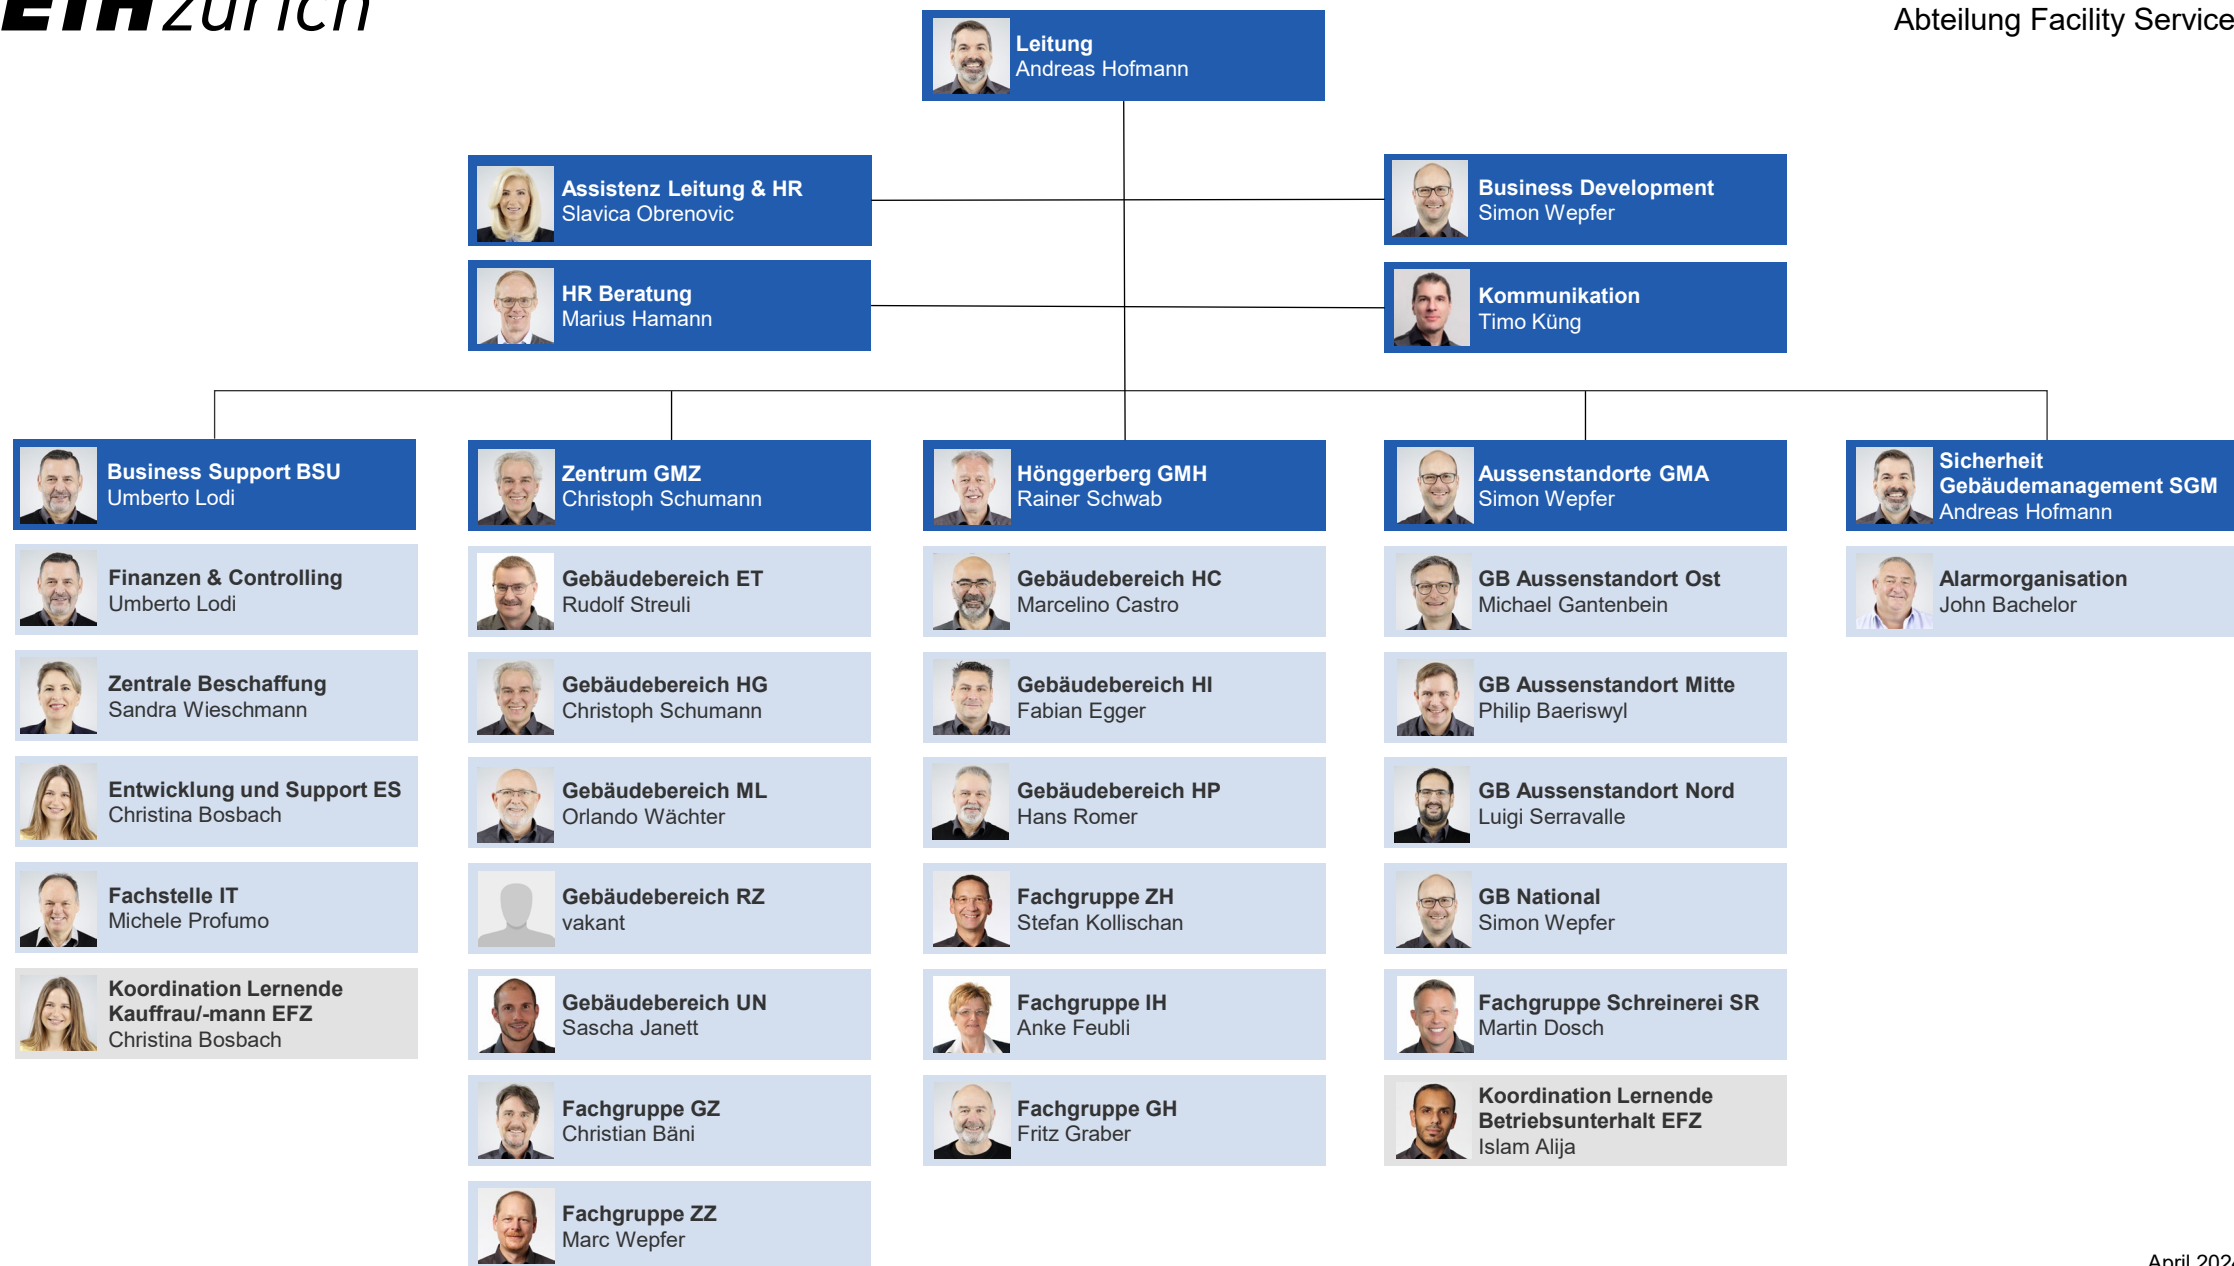 ETH zürich
Abteilung Facility Service
Leitung
Andreas Hofmann
Assistenz Leitung & HR
Slavica Obrenovic
Business Development
Simon Wepfer
HR Beratung
Marius Hamann
Kommunikation
Timo Küng
Business Support BSU
Umberto Lodi
Finanzen & Controlling
Umberto Lodi
Zentrale Beschaffung
Sandra Wieschmann
Entwicklung und Support ES
Christina Bosbach
Fachstelle IT
Michele Profumo
Koordination Lernende
Kauffrau/-mann EFZ
Christina Bosbach
Zentrum GMZ
Christoph Schumann
Gebäudebereich ET
Rudolf Streuli
Gebäudebereich HG
Christoph Schumann
Gebäudebereich ML
Orlando Wächter
Gebäudebereich RZ
vakant
Gebäudebereich UN
Sascha Janett
Fachgruppe GZ
Christian Bäni
Fachgruppe ZZ
Marc Wepfer
Hönggerberg GMH
Rainer Schwab
Gebäudebereich HC
Marcelino Castro
Gebäudebereich HI
Fabian Egger
Gebäudebereich HP
Hans Romer
Fachgruppe ZH
Stefan Kollischan
Fachgruppe IH
Anke Feubli
Fachgruppe GH
Fritz Graber
Aussenstandorte GMA
Simon Wepfer
GB Aussenstandort Ost
Michael Gantenbein
GB Aussenstandort Mitte
Philip Baeriswyl
GB Aussenstandort Nord
Luigi Serravalle
GB National
Simon Wepfer
Fachgruppe Schreinerei SR
Martin Dosch
Koordination Lernende
Betriebsunterhalt EFZ
Islam Alija
Sicherheit
Gebäudemanagement SGM
Andreas Hofmann
Alarmorganisation
John Bachelor
April 2024